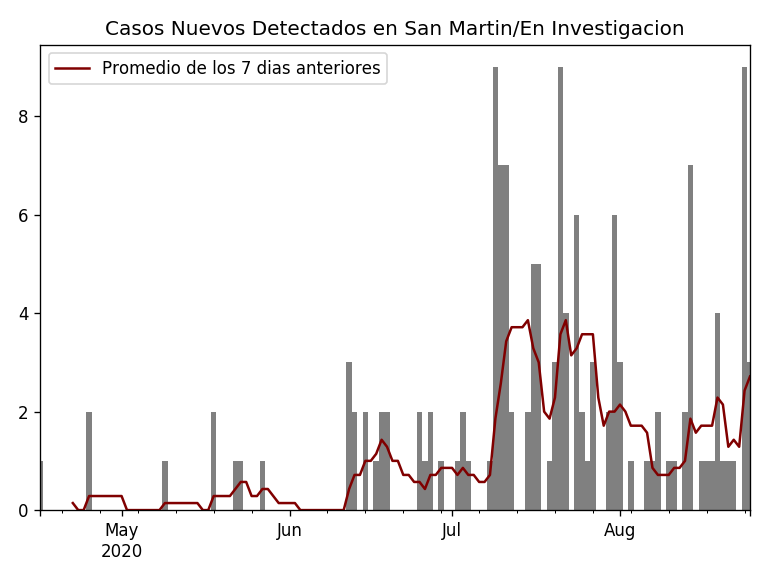 Casos Nuevos Detectados en San Martin/En Investigacion
Promedio de los 7 dias anteriores
8
6
4
2
0
May
2020
Jun
Jul
Aug